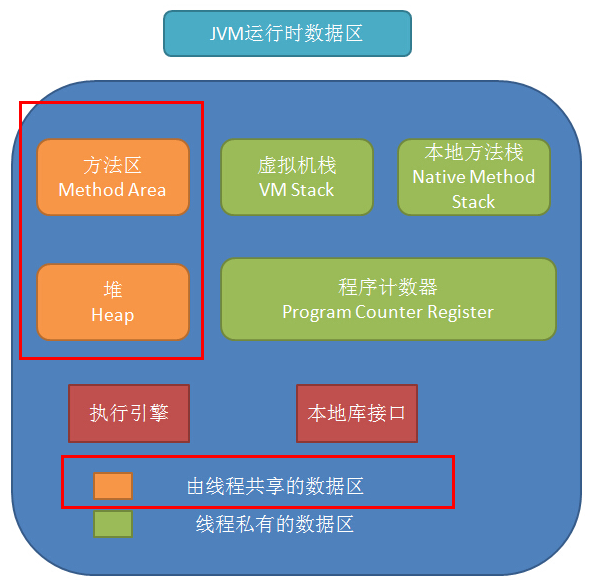 JVM运行时数据区
方法区
Method Area
虚拟机栈
VM Stack
本地方法栈
Native Method
Stack
堆
Heap
程序计数器
Program Counter Register
执行引擎
本地库接口
由线程共享的数据区
线程私有的数据区